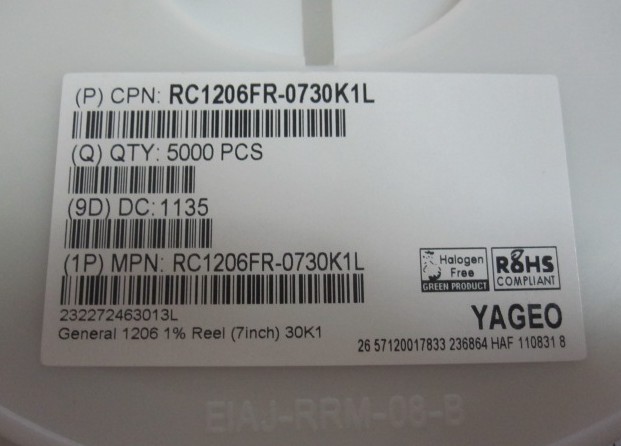 (P) CPN: RC1206FR-0730K1L
(Q) QTY: 5000 PCS
(9D) DC: 1135
(1P) MPN: RC1206FR-0730K1L
232272463013L
General 1206 1% Reel (7inch) 30K1
Halogen
Free
GREEN PRODUCT
RoHS
COMPLIANT
YAGEO
26 57120017833 236864 HAF 110831 8
EIAJ-RRM-08-B